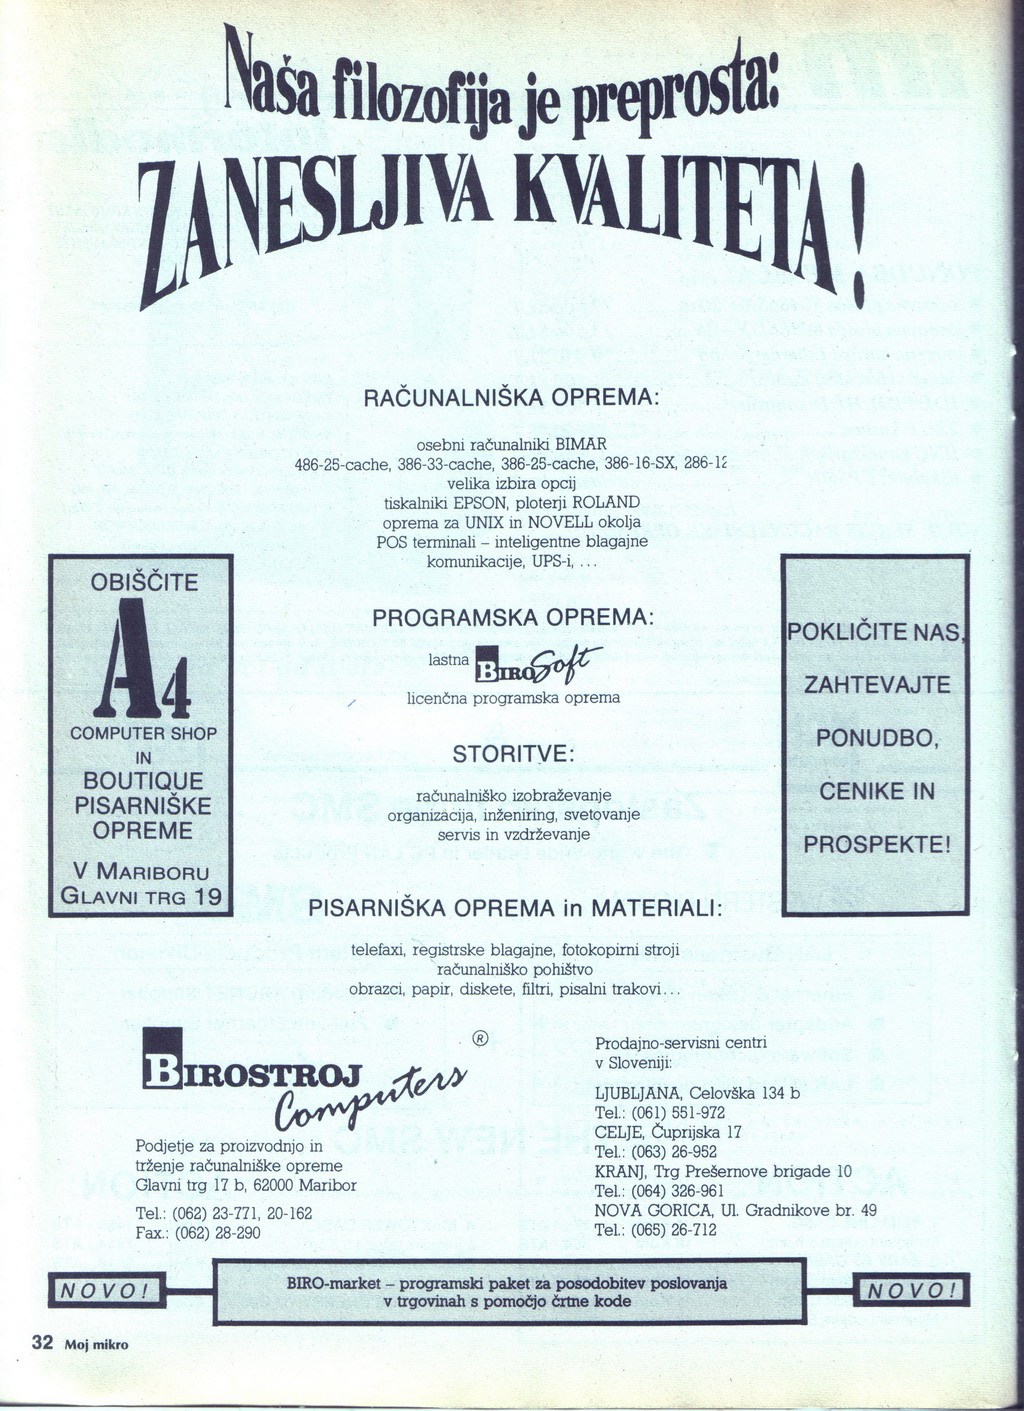 Naša filozofija je preprosta:
ZANESLJIVA KVALITETA!
RAČUNALNIŠKA OPREMA:
osebni računalniki BIMAR
486-25-cache, 386-33-cache, 386-25-cache, 386-16-SX,
velika izbira opcij
tiskalniki EPSON, ploterji ROLAND
oprema za UNIX in NOVELL okolja
POS terminali – inteligentne blagajne
komunikacije, UPS-i, ...
PROGRAMSKA OPREMA:
lastna BIROSoft
licenčna programska oprema
STORITVE:
računalniško izobraževanje
organizacija, inženiring, svetovanje
servis in vzdrževanje
PISARNIŠKA OPREMA in MATERIALI:
telefaxi, registrske blagajne, fotokopirni stroji
računalniško pohištvo
obrazci, papir, diskete, filtri, pisalni trakovi...
OBIŠČITE
A4
COMPUTER SHOP
IN
BOUTIQUE
PISARNIŠKE
OPREME
V MARIBORU
GLAVNI TRG 19
POKLIČITE NAS,
ZAHTEVAJTE
PONUDBO,
CENIKE IN
PROSPEKTE!
BIROSTROJ ®
Computers
Podjetje za proizvodnjo in
trženje računalniške opreme
Glavni trg 17 b, 62000 Maribor
Tel.: (062) 23-771, 20-162
Fax.: (062) 28-290
Prodajno-servisni centri
v Sloveniji:
LJUBLJANA, Celovška 134 b
Tel.: (061) 551-972
CELJE, Čuprijska 17
Tel.: (063) 26-952
KRANJ, Trg Prešernove brigade 10
Tel.: (064) 326-961
NOVA GORICA, Ul. Gradnikove br. 49
Tel.: (065) 26-712
NOVO!
BIRO-market – programski paket za posodobitev poslovanja
v trgovinah s pomočjo črtne kode
NOVO!
32 Moj mikro